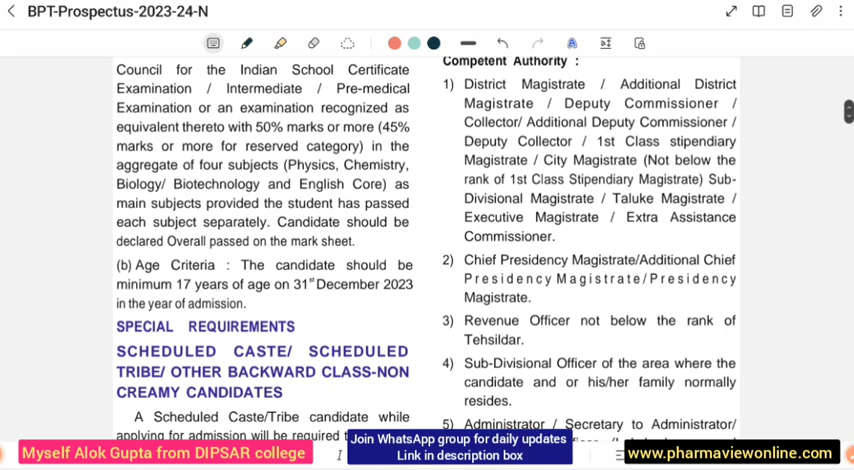 BPT-Prospectus-2023-24-N
Council for the Indian School Certificate
Examination / Intermediate / Pre-medical
Examination or an examination recognized as
equivalent thereto with 50% marks or more (45%
marks or more for reserved category) in the
aggregate of four subjects (Physics, Chemistry,
Biology/ Biotechnology and English Core) as
main subjects provided the student has passed
each subject separately. Candidate should be
declared Overall passed on the mark sheet.
(b) Age Criteria : The candidate should be
minimum 17 years of age on 31st December 2023
in the year of admission.
SPECIAL REQUIREMENTS
SCHEDULED CASTE/ SCHEDULED
TRIBE/ OTHER BACKWARD CLASS-NON
CREAMY CANDIDATES
A Scheduled Caste/Tribe candidate while
applying for admission will be required
Competent Authority :
1) District Magistrate / Additional District
Magistrate / Deputy Commissioner /
Collector/ Additional Deputy Commissioner /
Deputy Collector / 1st Class stipendiary
Magistrate / City Magistrate (Not below the
rank of 1st Class Stipendiary Magistrate) Sub-
Divisional Magistrate / Taluke Magistrate /
Executive Magistrate / Extra Assistance
Commissioner.
2) Chief Presidency Magistrate/Additional Chief
Presidency Magistrate/Presidency
Magistrate.
3) Revenue Officer not below the rank of
Tehsildar.
4) Sub-Divisional Officer of the area where the
candidate and or his/her family normally
resides.
5) Administrator / Secretary to Administrator/
Myself Alok Gupta from DIPSAR college
Join WhatsApp group for daily updates
Link in description box
www.pharmaviewonline.com